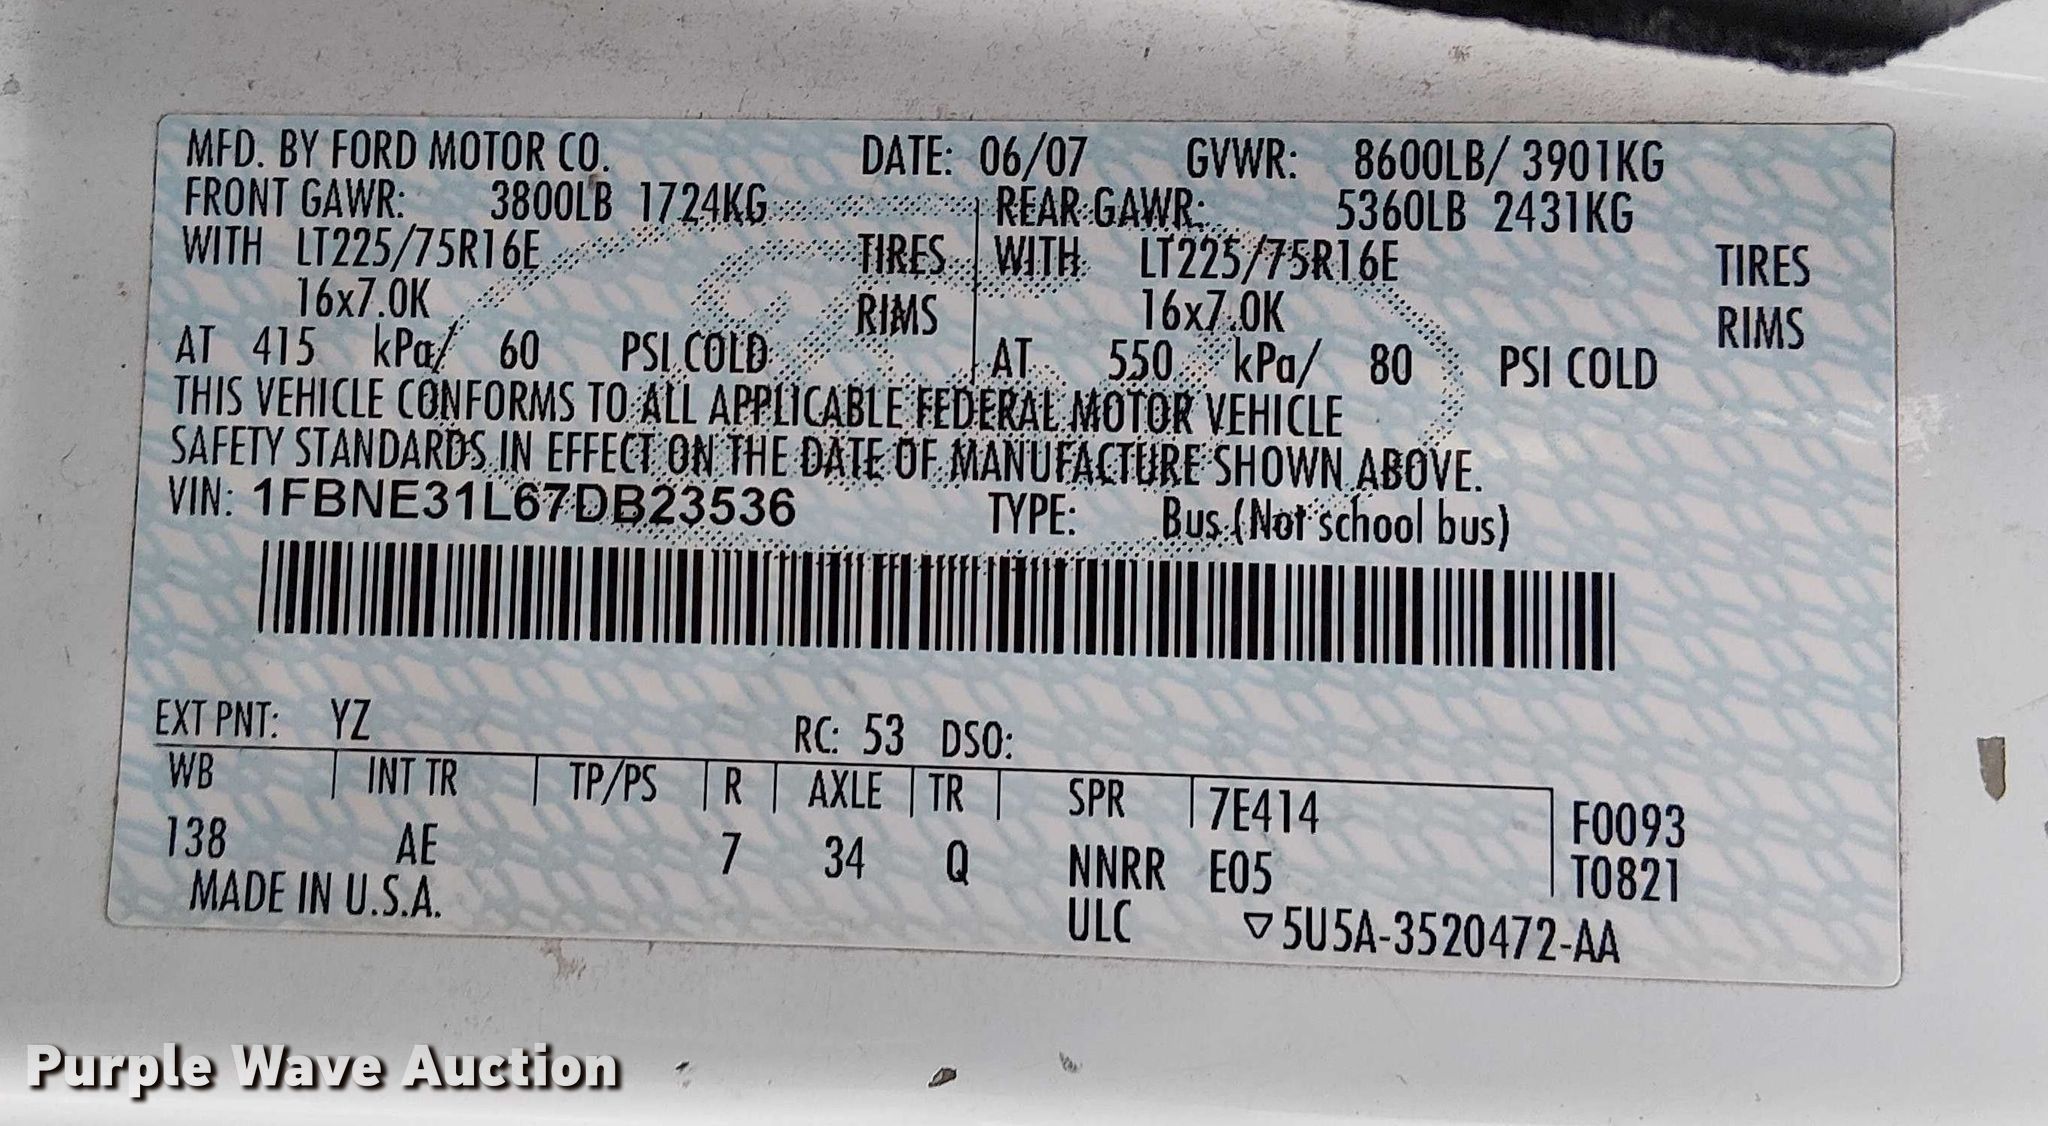 MFD. BY FORD MOTOR CO. DATE: 06/07 GVWR: 8600LB/ 3901KG
FRONT GAWR: 3800LB 1724KG REAR GAWR: 5360LB 2431KG
WITH LT225/75R16E TIRES WITH LT225/75R16E TIRES
16x7.0K RIMS 16x7.0K RIMS
AT 415 kPa/ 60 PSI COLD AT 550 kPa/ 80 PSI COLD
THIS VEHICLE CONFORMS TO ALL APPLICABLE FEDERAL MOTOR VEHICLE
SAFETY STANDARDS IN EFFECT ON THE DATE OF MANUFACTURE SHOWN ABOVE.
VIN: 1FBNE31L67DB23536 TYPE: Bus (Not school bus)
EXT PNT: YZ RC: 53 DSO:
WB INT TR TP/PS R AXLE TR SPR 7E414 F0093
138 AE 7 34 Q NNRR E05 T0821
MADE IN U.S.A. ULC ▽5U5A-3520472-AA
Purple Wave Auction